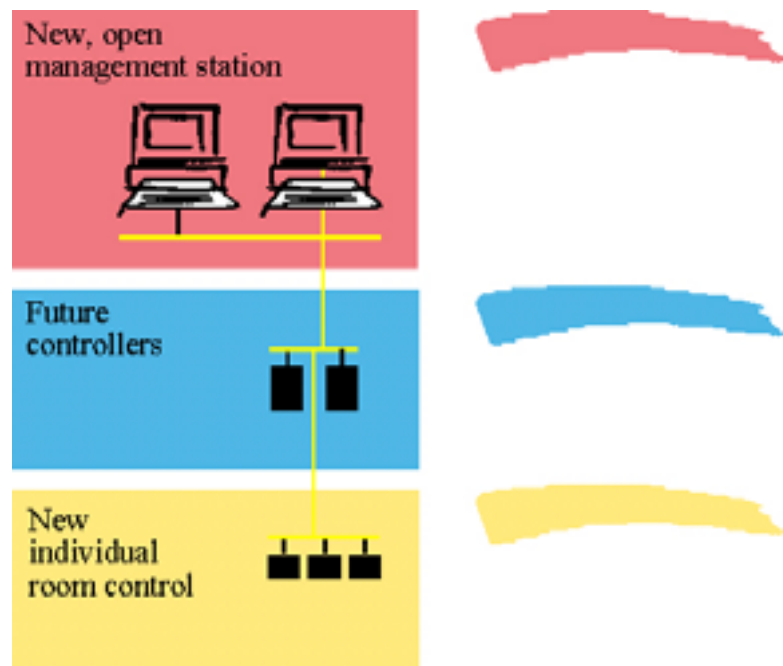 New, open
management station
Future
controllers
New
individual
room control